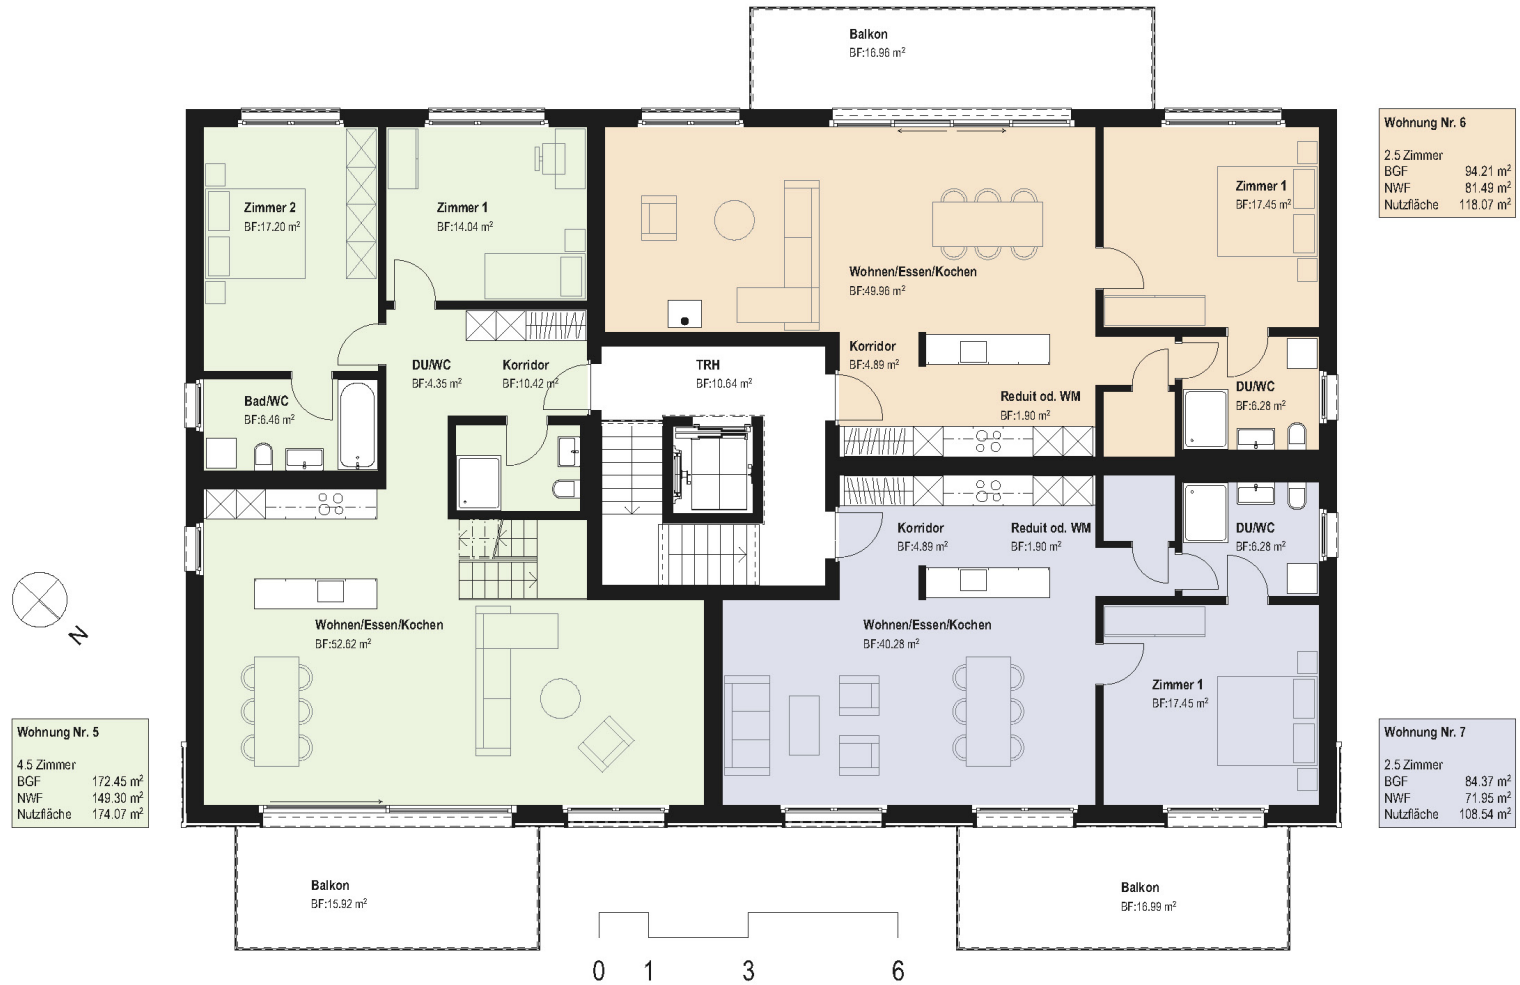 Balkon
BF:16.96 m²
Wohnung Nr. 6
2.5 Zimmer
BGF 94.21 m²
NWF 81.49 m²
Nutzfläche 118.07 m²
Zimmer 2
BF:17.20 m²
Zimmer 1
BF:14.04 m²
Zimmer 1
BF:17.45 m²
Wohnen/Essen/Kochen
BF:49.96 m²
Korridor
BF:4.89 m²
DU/WC
BF:4.35 m²
Korridor
BF:10.42 m²
TRH
BF:10.64 m²
Reduit od. WM
BF:1.90 m²
DU/WC
BF:6.28 m²
Bad/WC
BF:6.46 m²
Korridor
BF:4.89 m²
Reduit od. WM
BF:1.90 m²
DU/WC
BF:6.28 m²
N
Wohnen/Essen/Kochen
BF:52.62 m²
Wohnen/Essen/Kochen
BF:40.28 m²
Zimmer 1
BF:17.45 m²
Wohnung Nr. 5
4.5 Zimmer
BGF 172.45 m²
NWF 149.30 m²
Nutzfläche 174.07 m²
Wohnung Nr. 7
2.5 Zimmer
BGF 84.37 m²
NWF 71.95 m²
Nutzfläche 108.54 m²
Balkon
BF:15.92 m²
Balkon
BF:16.99 m²
0 1 3 6